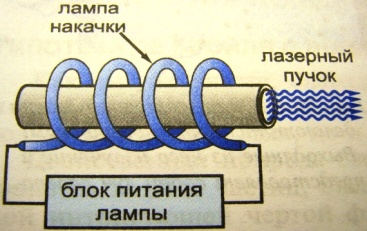 лампа
накачки
лазерный
пучок
блок питания
лампы